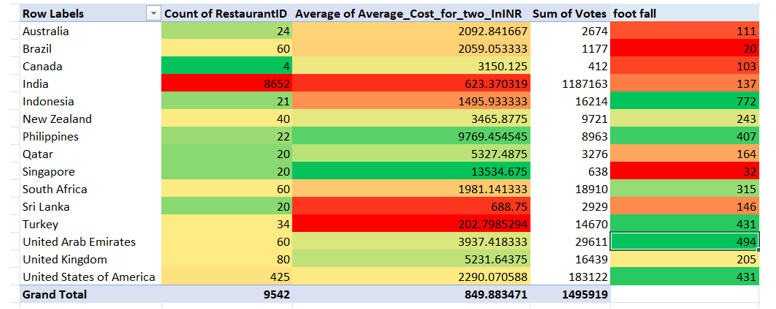 Row Labels Count of RestaurantID Average of Average_Cost_for_two_InINR Sum of Votes foot fall
Australia 24 2092.841667 2674 111
Brazil 60 2059.053333 1177 20
Canada 4 3150.125 412 103
India 8652 623.370319 1187163 137
Indonesia 21 1495.933333 16214 772
New Zealand 40 3465.8775 9721 243
Philippines 22 9769.454545 8963 407
Qatar 20 5327.4875 3276 164
Singapore 20 13534.675 638 32
South Africa 60 1981.141333 18910 315
Sri Lanka 20 688.75 2929 146
Turkey 34 202.7985294 14670 431
United Arab Emirates 60 3937.418333 29611 494
United Kingdom 80 5231.64375 16439 205
United States of America 425 2290.070588 183122 431
Grand Total 9542 849.883471 1495919